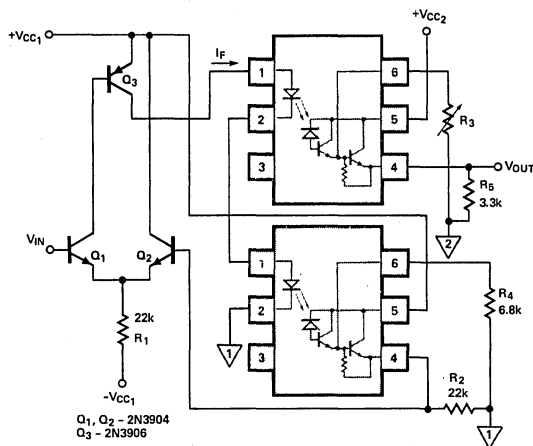 +VCC1
+VCC2
IF
Q3
1
2
3
6
5
4
R3
VOUT
R5
3.3k
2
VIN
Q1
Q2
22k
R1
-VCC1
1
2
3
6
5
4
R4
6.8k
R2
22k
1
1
Q1, Q2 - 2N3904
Q3 - 2N3906